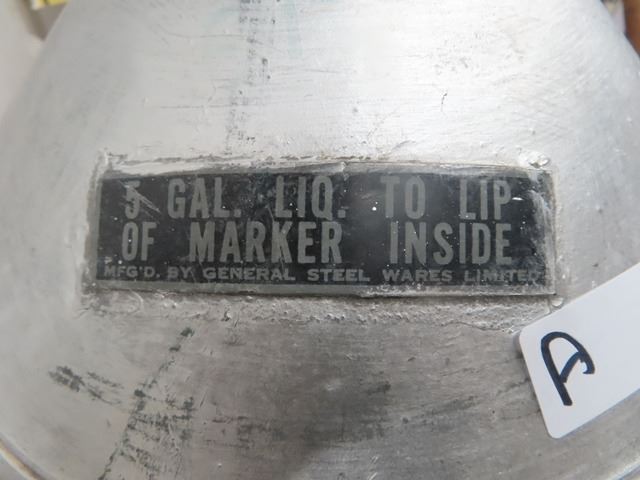 5 GAL. LIQ. TO LIP
OF MARKER INSIDE
MFG'D. BY GENERAL STEEL WARES LIMITED
A